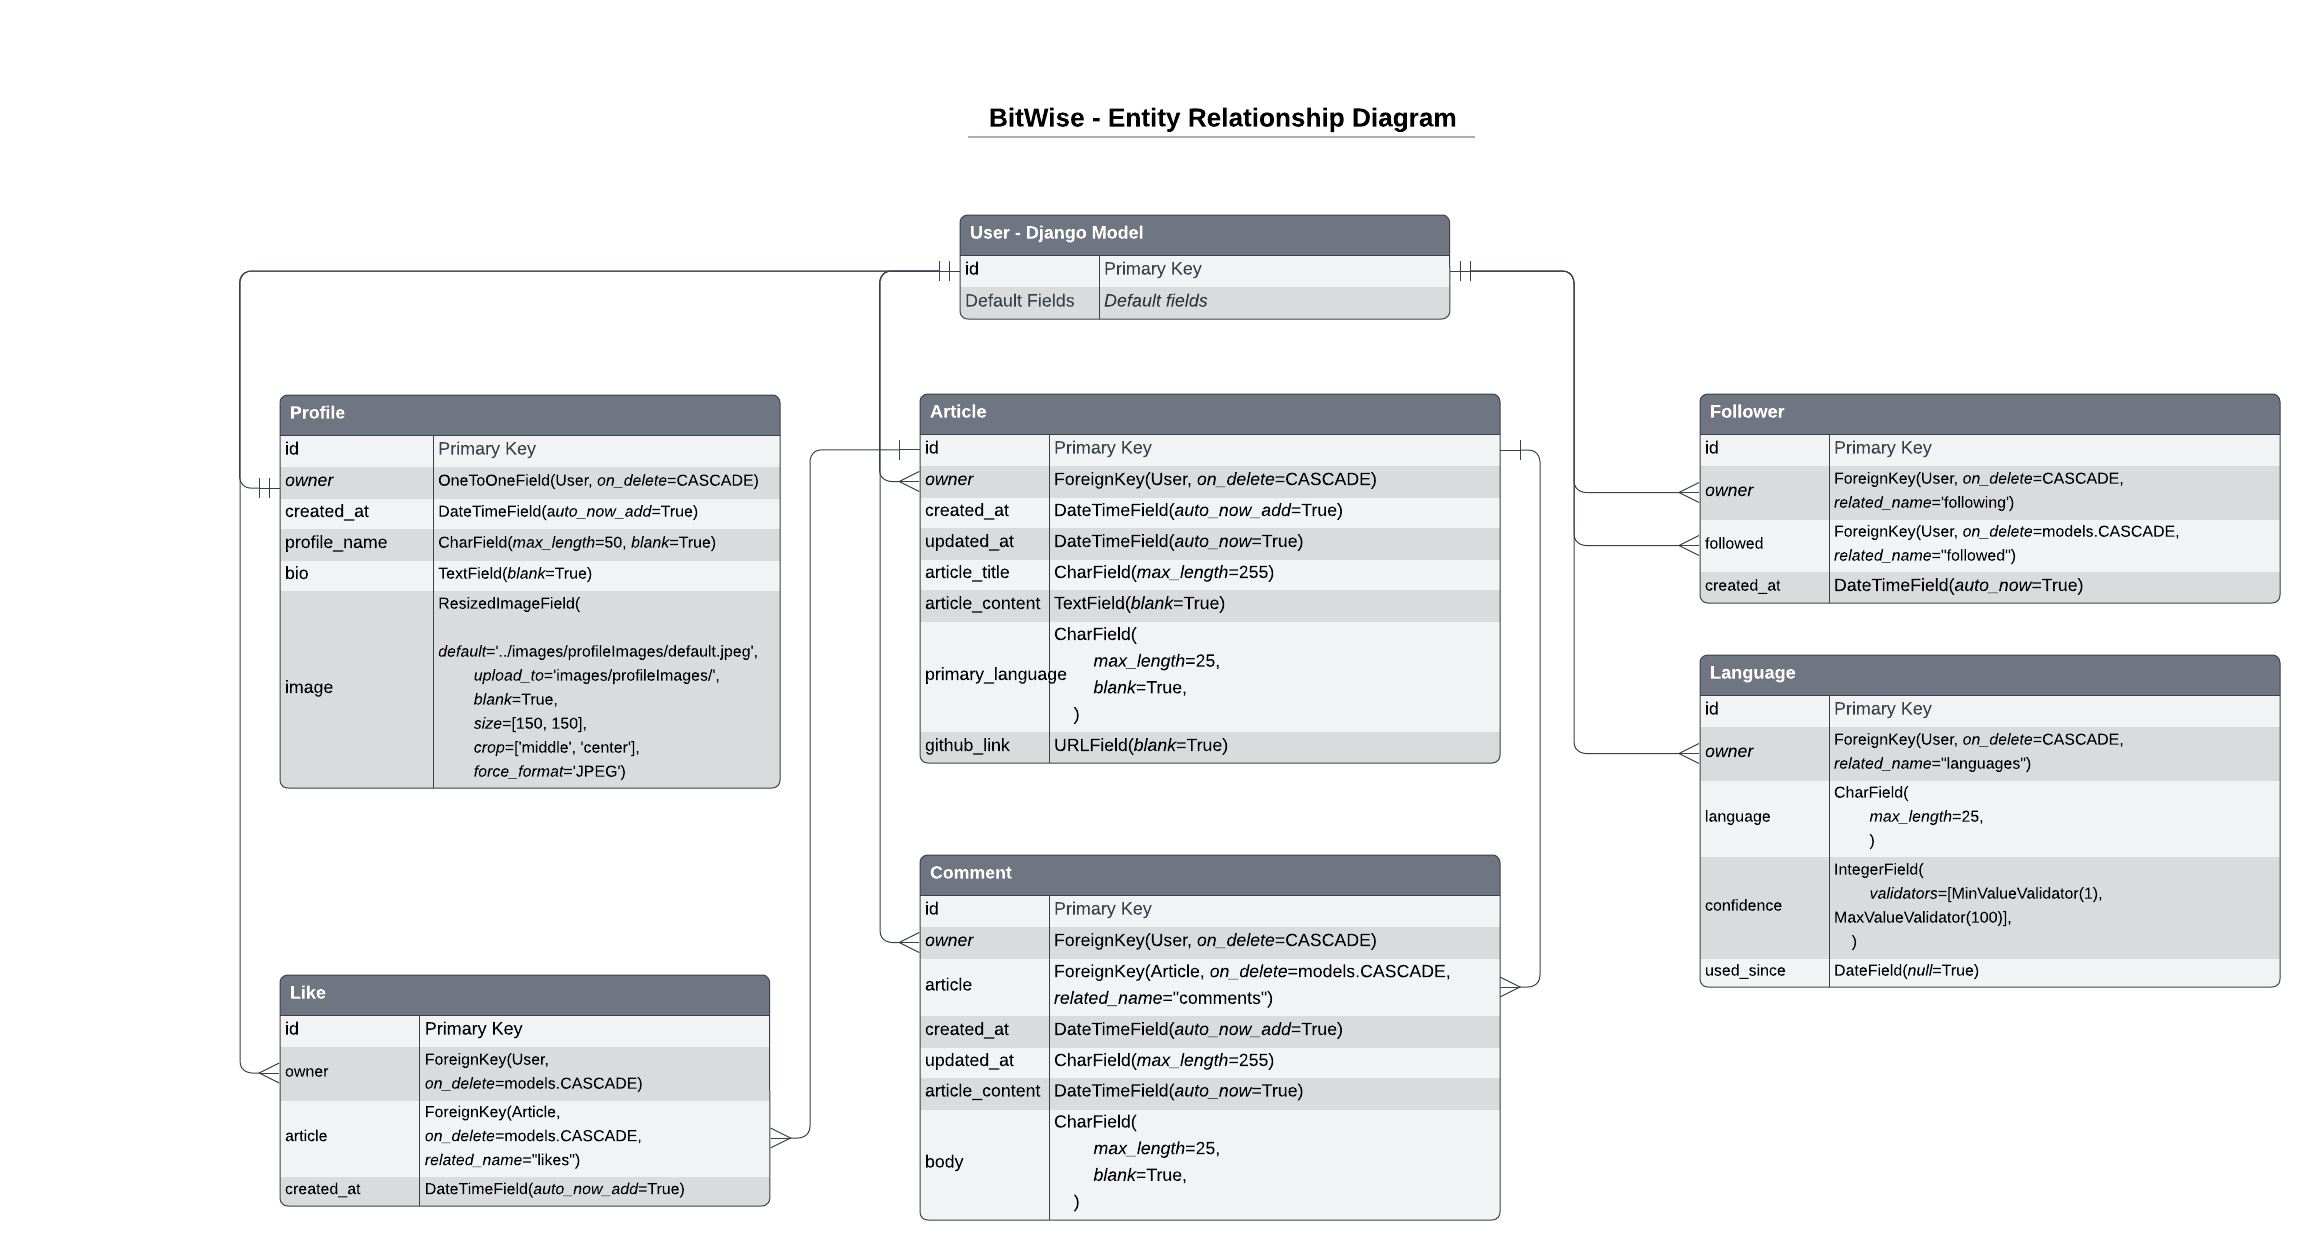 BitWise - Entity Relationship Diagram
User - Django Model
id Primary Key
Default Fields Default fields
Profile
id Primary Key
owner OneToOneField(User, on_delete=CASCADE)
created_at DateTimeField(auto_now_add=True)
profile_name CharField(max_length=50, blank=True)
bio TextField(blank=True)
image ResizedImageField(
default='../images/profileImages/default.jpeg',
upload_to='images/profileImages/',
blank=True,
size=[150, 150],
crop=['middle', 'center'],
force_format='JPEG')
Article
id Primary Key
owner ForeignKey(User, on_delete=CASCADE)
created_at DateTimeField(auto_now_add=True)
updated_at DateTimeField(auto_now=True)
article_title CharField(max_length=255)
article_content TextField(blank=True)
primary_language CharField(
max_length=25,
blank=True,
)
github_link URLField(blank=True)
Follower
id Primary Key
owner ForeignKey(User, on_delete=CASCADE,
related_name='following')
followed ForeignKey(User, on_delete=models.CASCADE,
related_name="followed")
created_at DateTimeField(auto_now=True)
Language
id Primary Key
owner ForeignKey(User, on_delete=CASCADE,
related_name="languages")
language CharField(
max_length=25,
)
confidence IntegerField(
validators=[MinValueValidator(1),
MaxValueValidator(100)],
)
used_since DateField(null=True)
Comment
id Primary Key
owner ForeignKey(User, on_delete=CASCADE)
article ForeignKey(Article, on_delete=models.CASCADE,
related_name="comments")
created_at DateTimeField(auto_now_add=True)
updated_at CharField(max_length=255)
article_content DateTimeField(auto_now=True)
body CharField(
max_length=25,
blank=True,
)
Like
id Primary Key
owner ForeignKey(User,
on_delete=models.CASCADE)
article ForeignKey(Article,
on_delete=models.CASCADE,
related_name="likes")
created_at DateTimeField(auto_now_add=True)